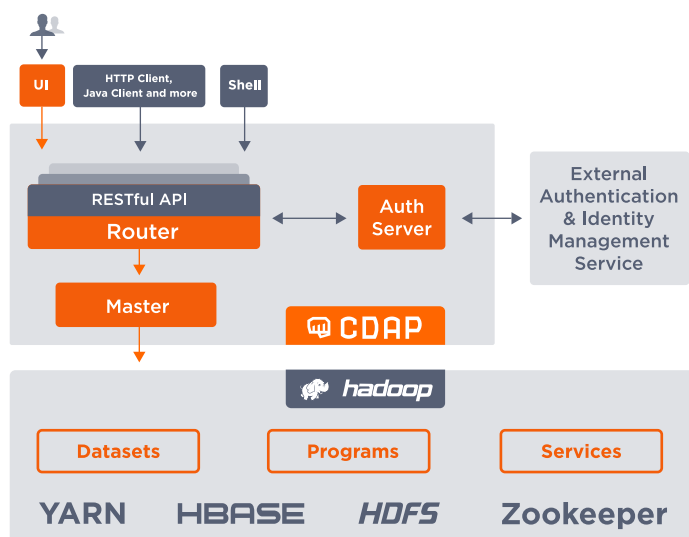 UI
HTTP Client,
Java Client and more
Shell
RESTful API
Router
Auth
Server
External
Authentication
& Identity
Management
Service
Master
CDAP
hadoop
Datasets
Programs
Services
YARN
HBASE
HDFS
Zookeeper